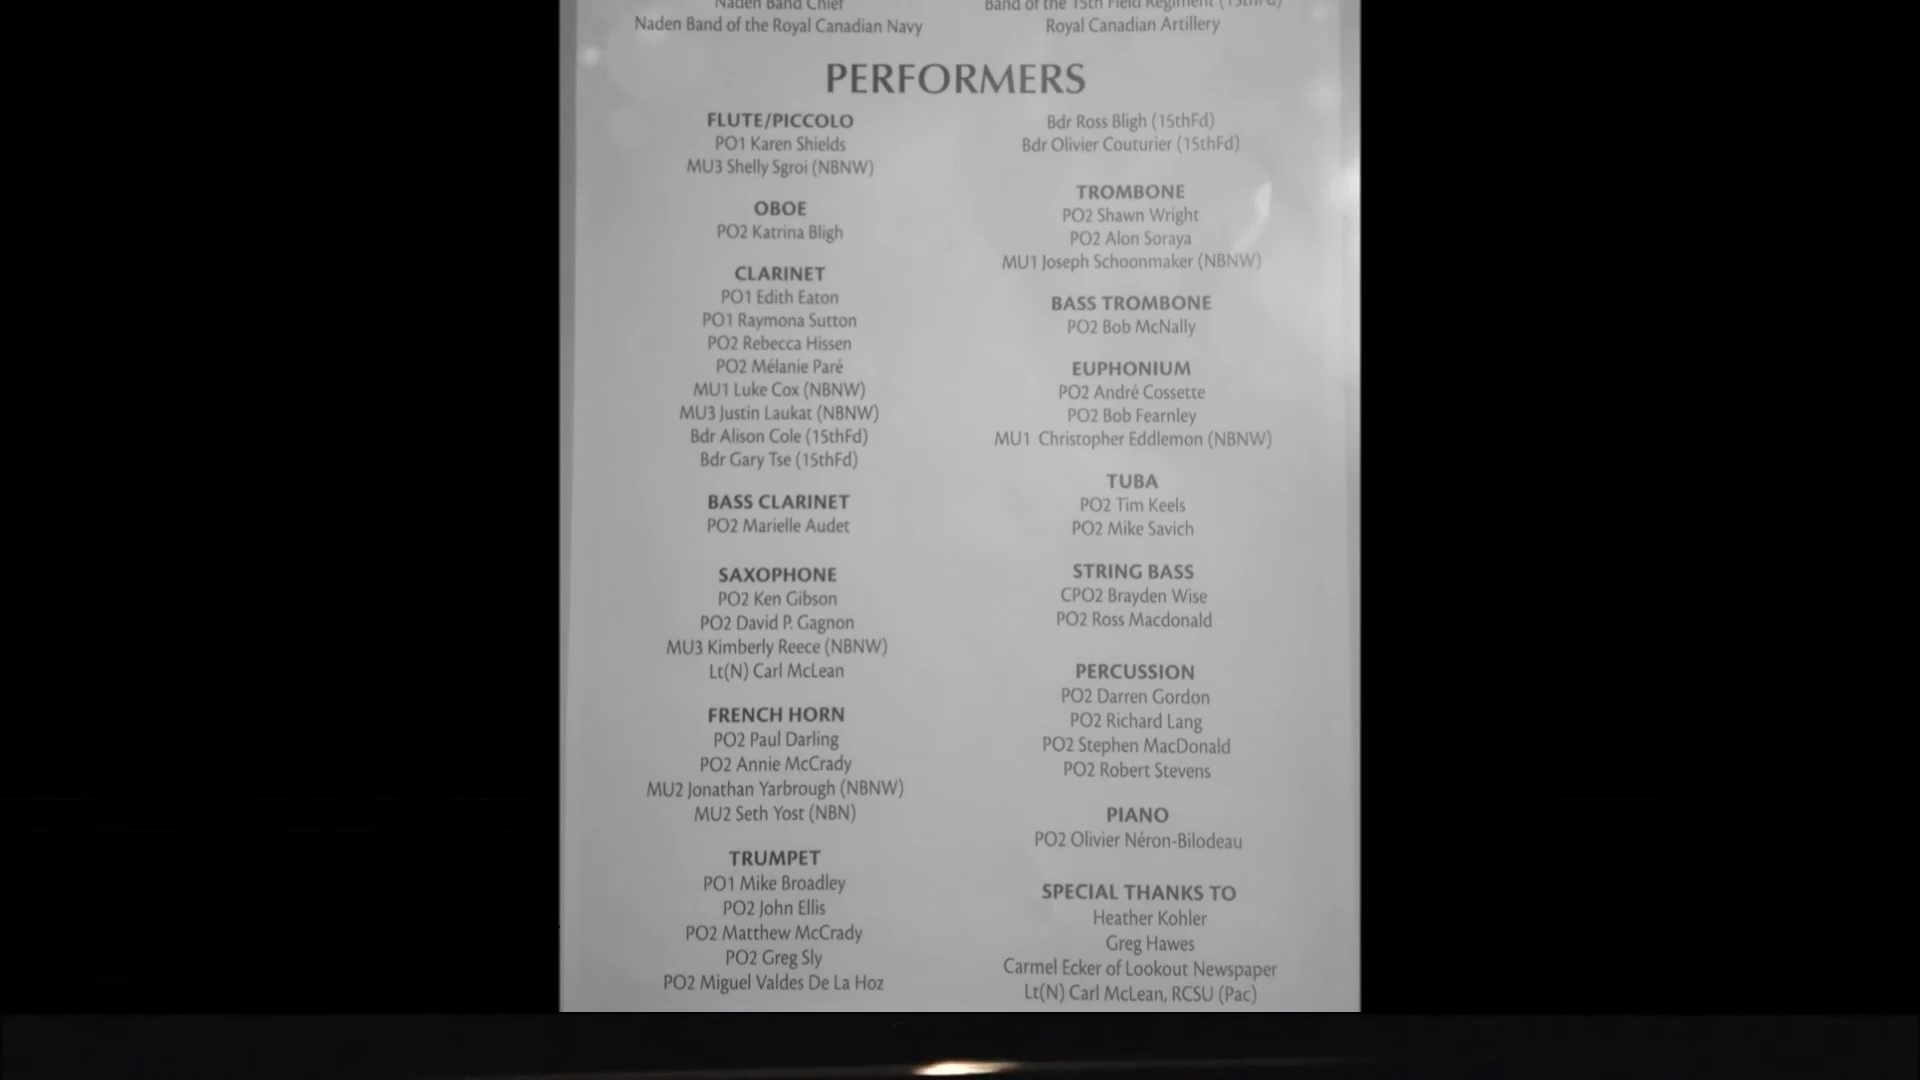 Naden Band Chief
Naden Band of the Royal Canadian Navy
Band of the 15th Field Regiment (15thFd)
Royal Canadian Artillery
PERFORMERS
FLUTE/PICCOLO
PO1 Karen Shields
MU3 Shelly Sgroi (NBNW)
OBOE
PO2 Katrina Bligh
CLARINET
PO1 Edith Eaton
PO1 Raymona Sutton
PO2 Rebecca Hissen
PO2 Mélanie Paré
MU1 Luke Cox (NBNW)
MU3 Justin Laukat (NBNW)
Bdr Alison Cole (15thFd)
Bdr Gary Tse (15thFd)
BASS CLARINET
PO2 Marielle Audet
SAXOPHONE
PO2 Ken Gibson
PO2 David P. Gagnon
MU3 Kimberly Reece (NBNW)
Lt(N) Carl McLean
FRENCH HORN
PO2 Paul Darling
PO2 Annie McCrady
MU2 Jonathan Yarbrough (NBNW)
MU2 Seth Yost (NBN)
TRUMPET
PO1 Mike Broadley
PO2 John Ellis
PO2 Matthew McCrady
PO2 Greg Sly
PO2 Miguel Valdes De La Hoz
Bdr Ross Bligh (15thFd)
Bdr Olivier Couturier (15thFd)
TROMBONE
PO2 Shawn Wright
PO2 Alon Soraya
MU1 Joseph Schoonmaker (NBNW)
BASS TROMBONE
PO2 Bob McNally
EUPHONIUM
PO2 André Cossette
PO2 Bob Fearnley
MU1 Christopher Eddlemon (NBNW)
TUBA
PO2 Tim Keels
PO2 Mike Savich
STRING BASS
CPO2 Brayden Wise
PO2 Ross Macdonald
PERCUSSION
PO2 Darren Gordon
PO2 Richard Lang
PO2 Stephen MacDonald
PO2 Robert Stevens
PIANO
PO2 Olivier Néron-Bilodeau
SPECIAL THANKS TO
Heather Kohler
Greg Hawes
Carmel Ecker of Lookout Newspaper
Lt(N) Carl McLean, RCSU (Pac)